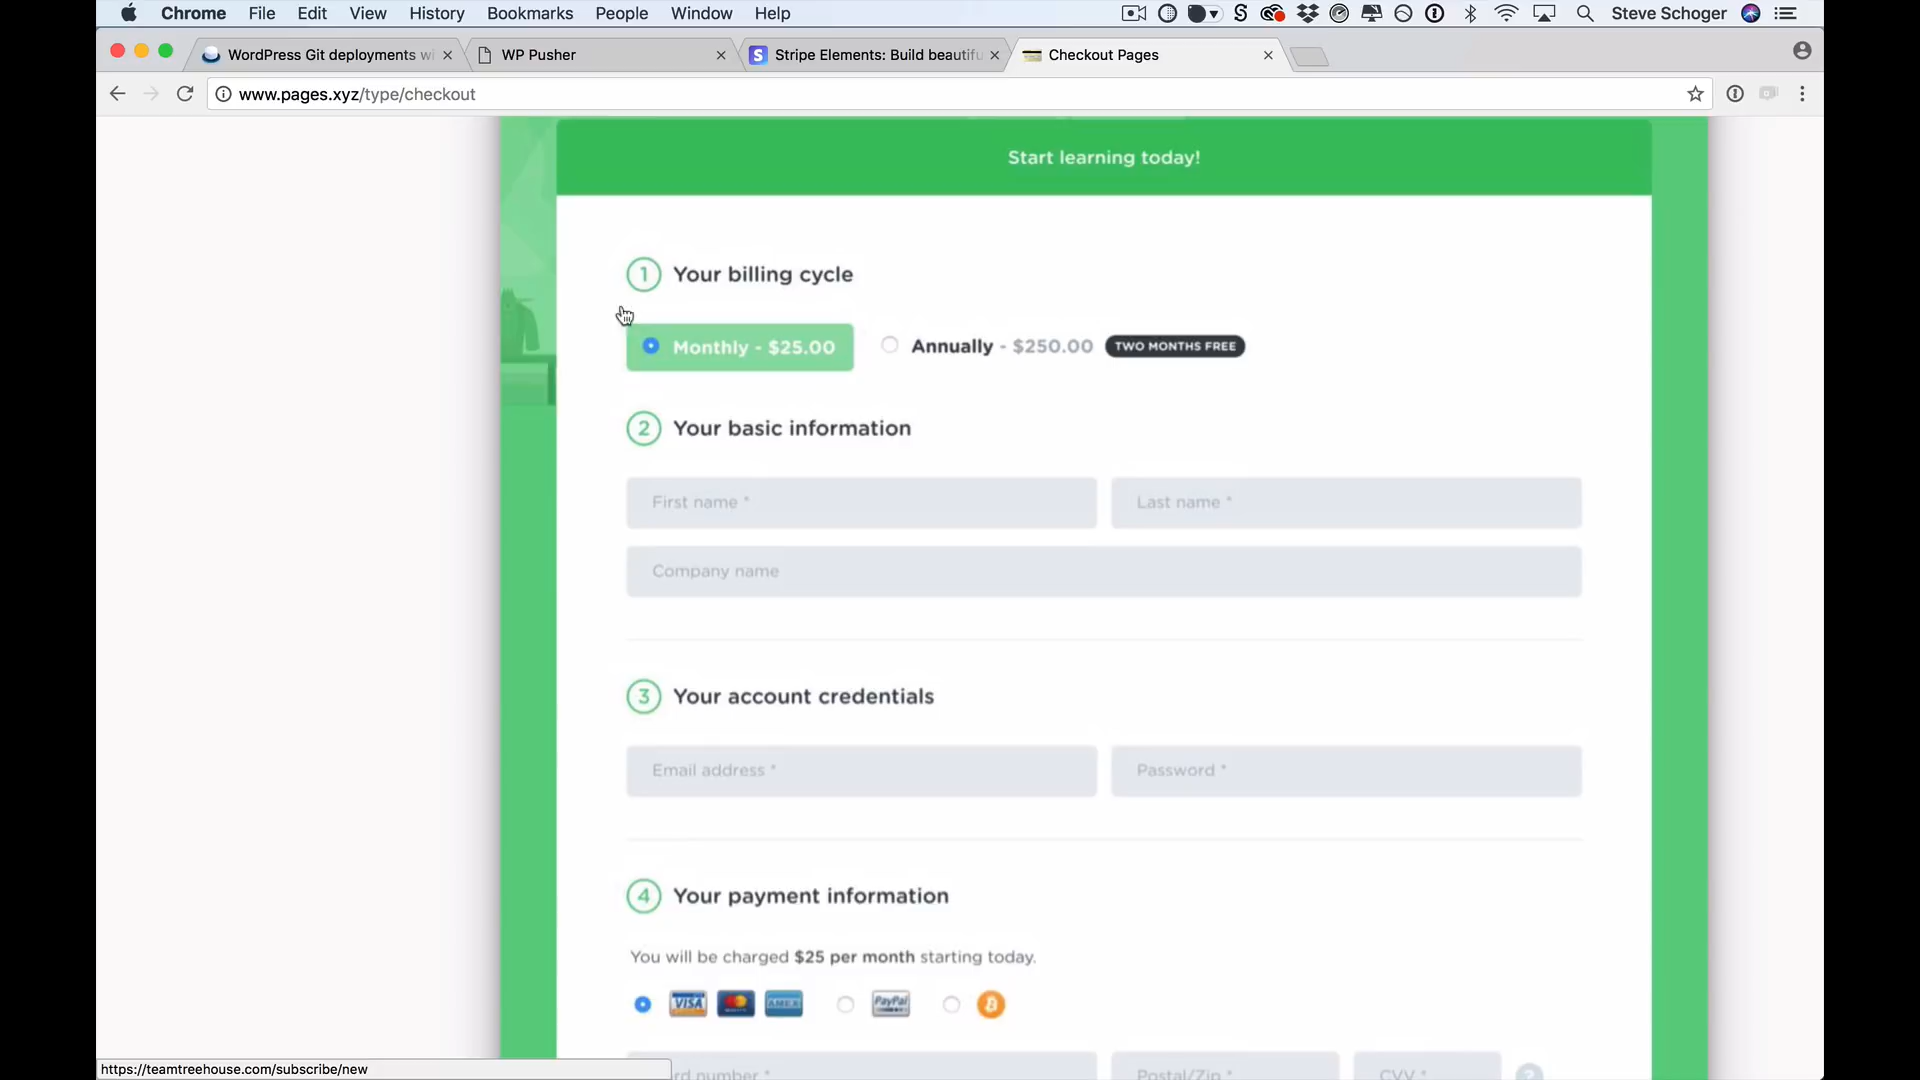 Chrome File Edit View History Bookmarks People Window Help Steve Schoger
WordPress Git deployments wi
WP Pusher
Stripe Elements: Build beautifu
Checkout Pages
www.pages.xyz/type/checkout
Start learning today!
1 Your billing cycle
Monthly - $25.00
Annually - $250.00 TWO MONTHS FREE
2 Your basic information
First name * Last name *
Company name
3 Your account credentials
Email address * Password *
4 Your payment information
You will be charged $25 per month starting today.
VISA AMEX PayPal
rd number * Postal/Zip * CVV * ?
https://teamtreehouse.com/subscribe/new